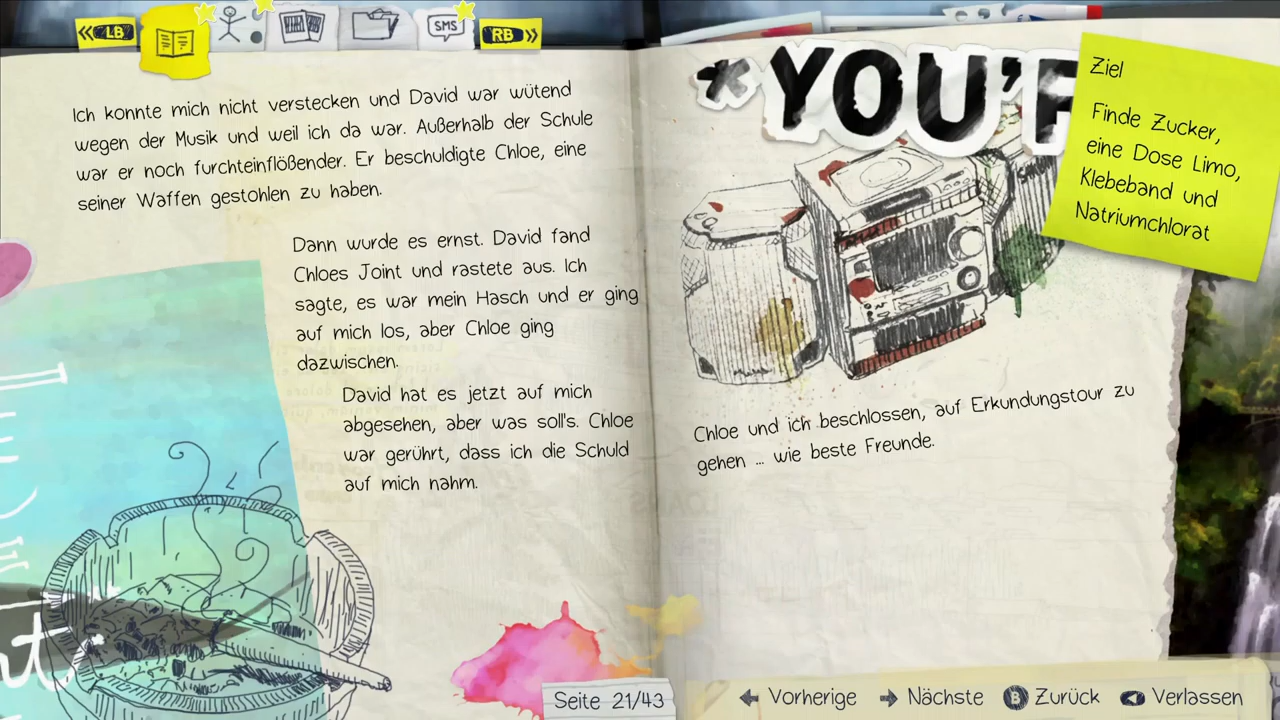 LB
SMS
RB
Ich konnte mich nicht verstecken und David war wütend
wegen der Musik und weil ich da war. Außerhalb der Schule
war er noch furchteinflößender. Er beschuldigte Chloe, eine
seiner Waffen gestohlen zu haben.
Dann wurde es ernst. David fand
Chloes Joint und rastete aus. Ich
sagte, es war mein Hasch und er ging
auf mich los, aber Chloe ging
dazwischen.
David hat es jetzt auf mich
abgesehen, aber was soll's. Chloe
war gerührt, dass ich die Schuld
auf mich nahm.
*YOU'R
Ziel
Finde Zucker,
eine Dose Limo,
Klebeband und
Natriumchlorat
Chloe und ich beschlossen, auf Erkundungstour zu
gehen ... wie beste Freunde.
Seite 21/43
Vorherige
Nächste
B Zurück
Verlassen